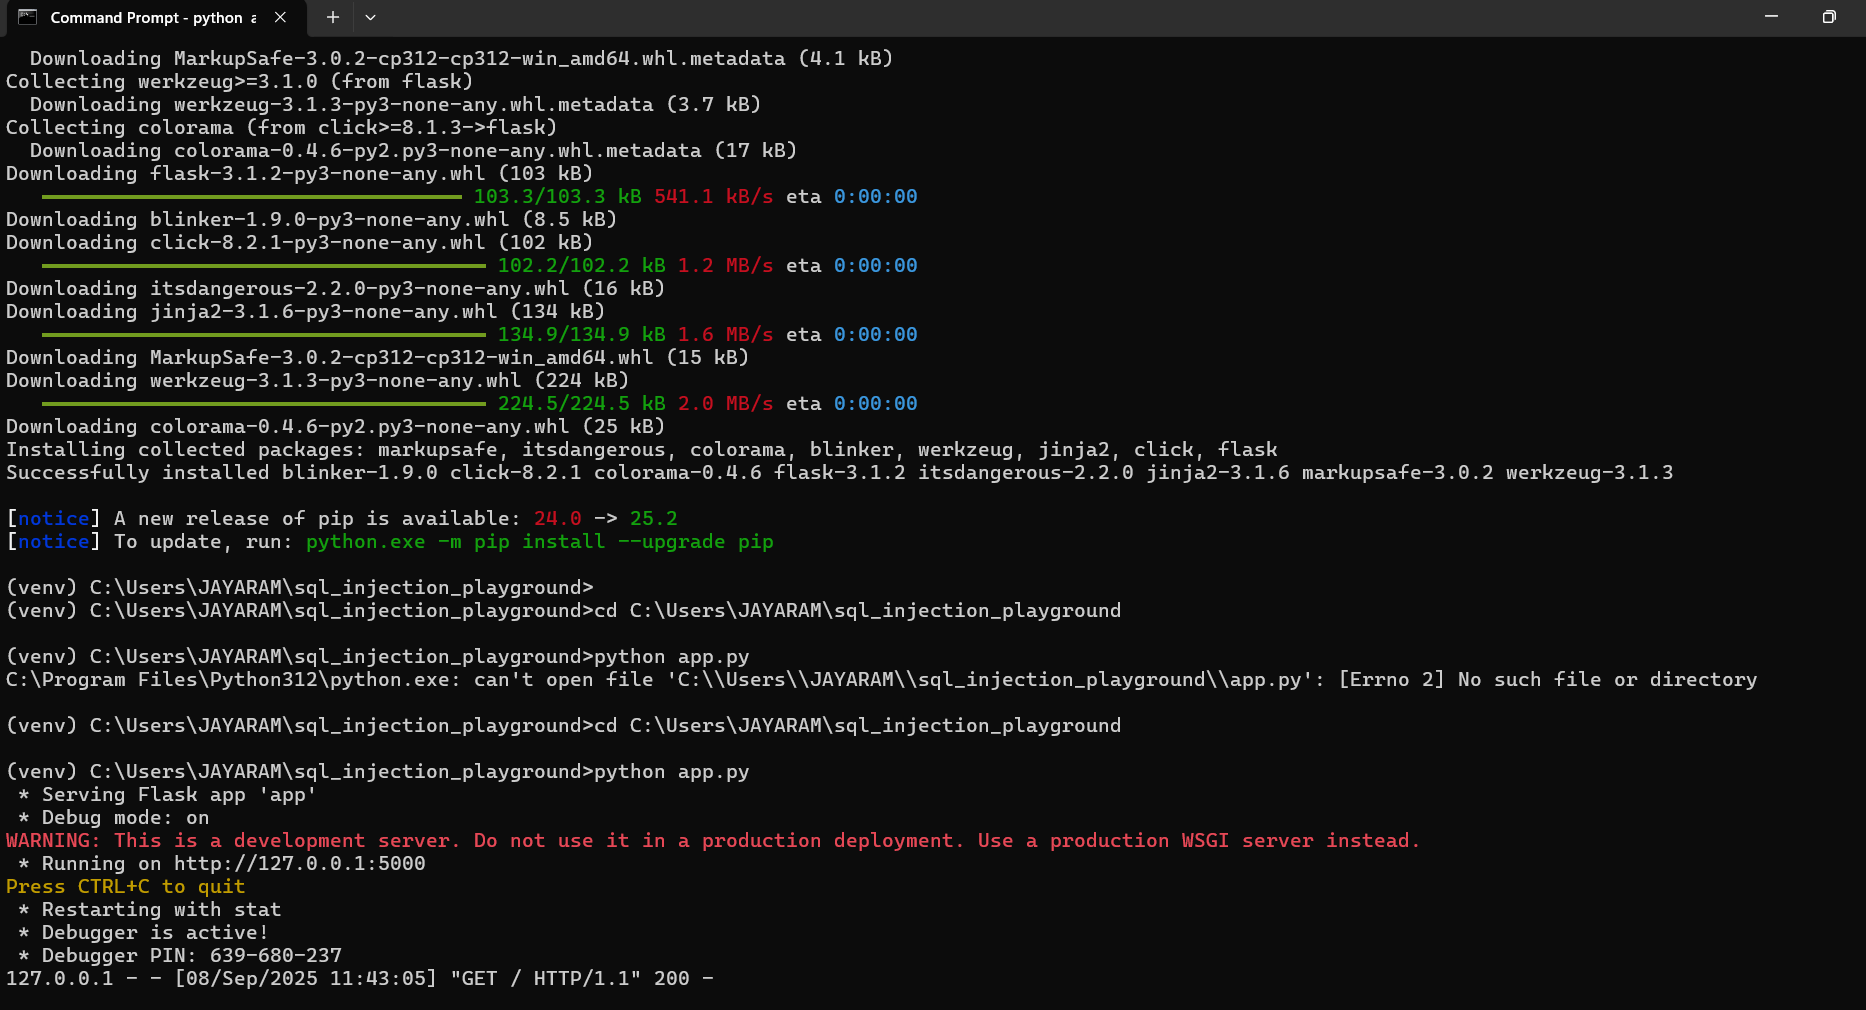 Command Prompt - python a
Downloading MarkupSafe-3.0.2-cp312-cp312-win_amd64.whl.metadata (4.1 kB)
Collecting werkzeug>=3.1.0 (from flask)
Downloading werkzeug-3.1.3-py3-none-any.whl.metadata (3.7 kB)
Collecting colorama (from click>=8.1.3->flask)
Downloading colorama-0.4.6-py2.py3-none-any.whl.metadata (17 kB)
Downloading flask-3.1.2-py3-none-any.whl (103 kB)
103.3/103.3 kB 541.1 kB/s eta 0:00:00
Downloading blinker-1.9.0-py3-none-any.whl (8.5 kB)
Downloading click-8.2.1-py3-none-any.whl (102 kB)
102.2/102.2 kB 1.2 MB/s eta 0:00:00
Downloading itsdangerous-2.2.0-py3-none-any.whl (16 kB)
Downloading jinja2-3.1.6-py3-none-any.whl (134 kB)
134.9/134.9 kB 1.6 MB/s eta 0:00:00
Downloading MarkupSafe-3.0.2-cp312-cp312-win_amd64.whl (15 kB)
Downloading werkzeug-3.1.3-py3-none-any.whl (224 kB)
224.5/224.5 kB 2.0 MB/s eta 0:00:00
Downloading colorama-0.4.6-py2.py3-none-any.whl (25 kB)
Installing collected packages: markupsafe, itsdangerous, colorama, blinker, werkzeug, jinja2, click, flask
Successfully installed blinker-1.9.0 click-8.2.1 colorama-0.4.6 flask-3.1.2 itsdangerous-2.2.0 jinja2-3.1.6 markupsafe-3.0.2 werkzeug-3.1.3
[notice] A new release of pip is available: 24.0 -> 25.2
[notice] To update, run: python.exe -m pip install --upgrade pip
(venv) C:\Users\JAYARAM\sql_injection_playground>
(venv) C:\Users\JAYARAM\sql_injection_playground>cd C:\Users\JAYARAM\sql_injection_playground
(venv) C:\Users\JAYARAM\sql_injection_playground>python app.py
C:\Program Files\Python312\python.exe: can't open file 'C:\\Users\\JAYARAM\\sql_injection_playground\\app.py': [Errno 2] No such file or directory
(venv) C:\Users\JAYARAM\sql_injection_playground>cd C:\Users\JAYARAM\sql_injection_playground
(venv) C:\Users\JAYARAM\sql_injection_playground>python app.py
* Serving Flask app 'app'
* Debug mode: on
WARNING: This is a development server. Do not use it in a production deployment. Use a production WSGI server instead.
* Running on http://127.0.0.1:5000
Press CTRL+C to quit
* Restarting with stat
* Debugger is active!
* Debugger PIN: 639-680-237
127.0.0.1 - - [08/Sep/2025 11:43:05] "GET / HTTP/1.1" 200 -